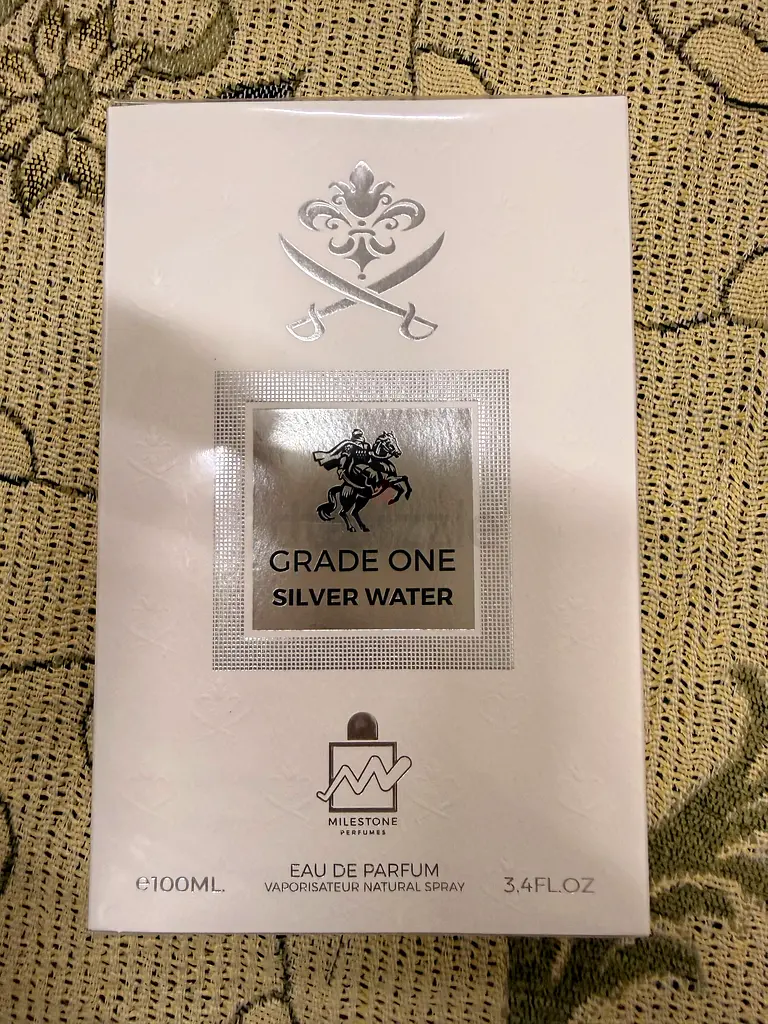 GRADE ONE
SILVER WATER
MILESTONE
PERFUMES
EAU DE PARFUM
VAPORISATEUR NATURAL SPRAY
e100ML.
3,4FL.OZ